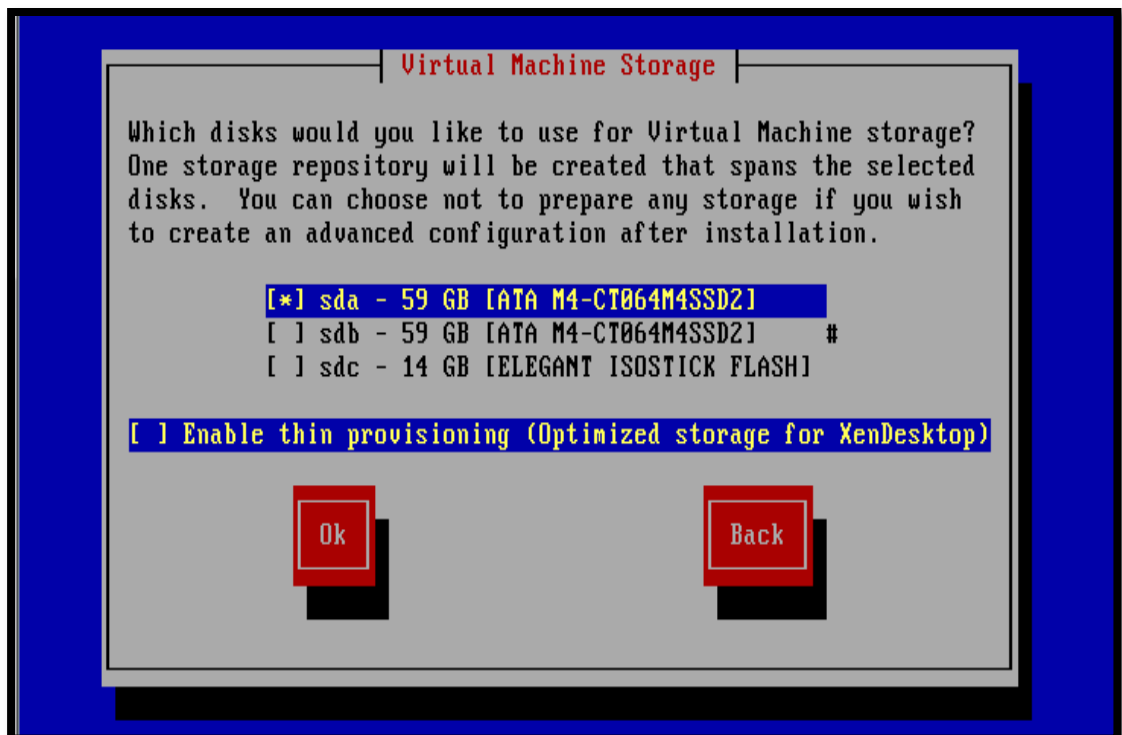 Virtual Machine Storage
Which disks would you like to use for Virtual Machine storage?
One storage repository will be created that spans the selected
disks.  You can choose not to prepare any storage if you wish
to create an advanced configuration after installation.
[*] sda - 59 GB [ATA M4-CT064M4SSD2]
[ ] sdb - 59 GB [ATA M4-CT064M4SSD2] #
[ ] sdc - 14 GB [ELEGANT ISOSTICK FLASH]
[ ] Enable thin provisioning (Optimized storage for XenDesktop)
Ok Back